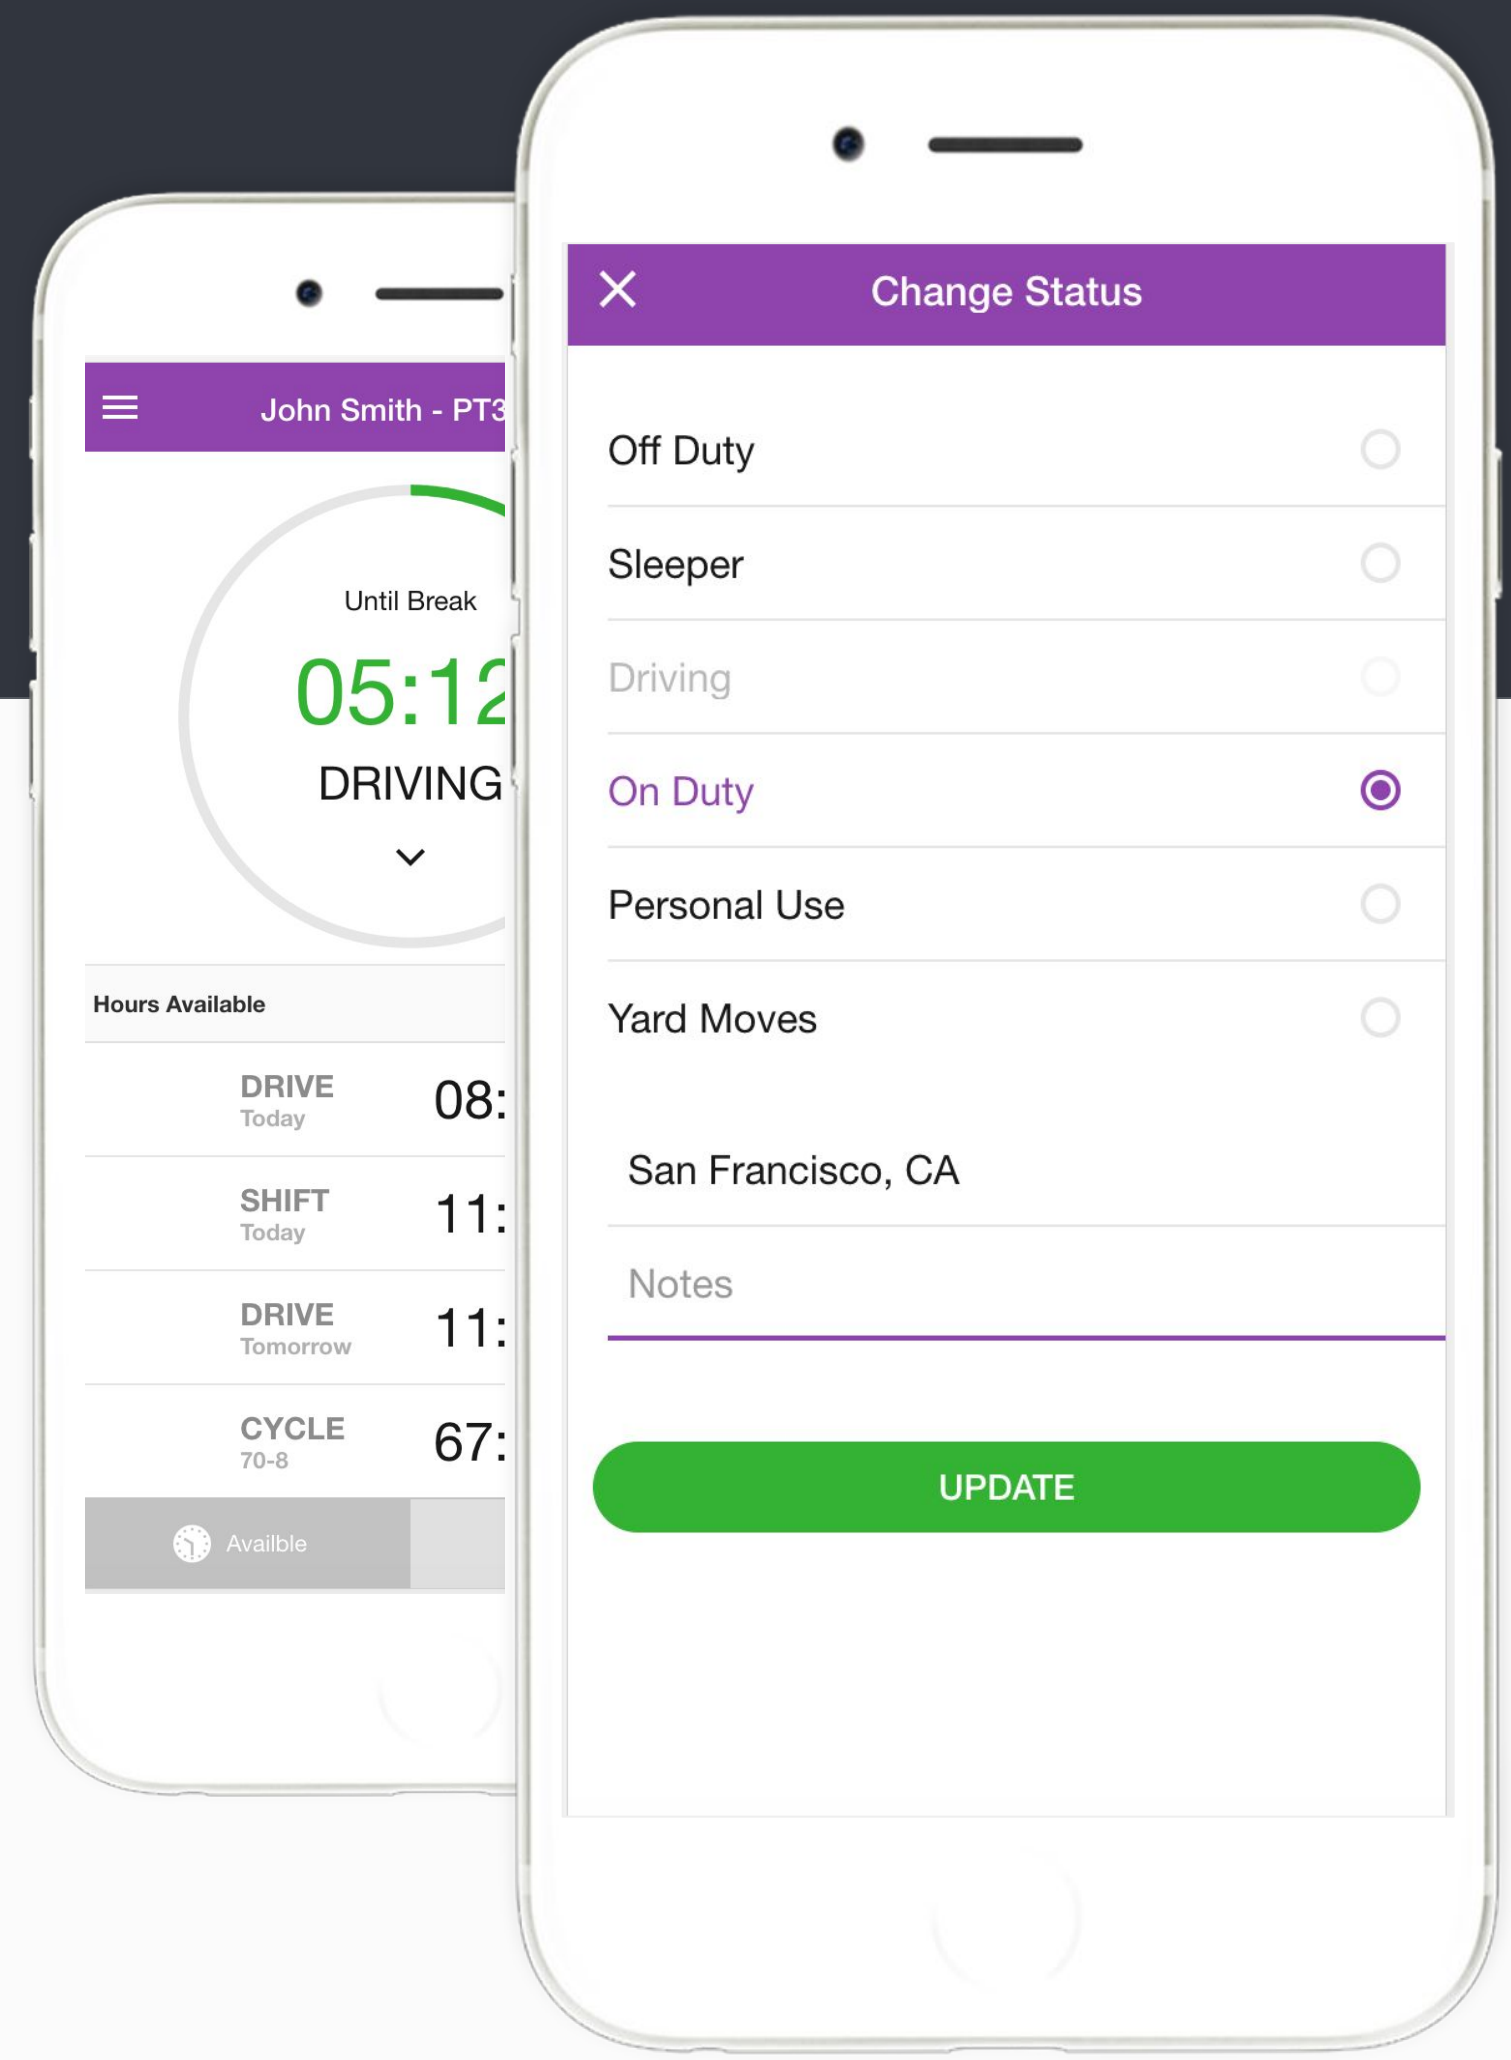 John Smith - PT3
Until Break
05:12
DRIVING
Hours Available
DRIVE
Today
08:
SHIFT
Today
11:
DRIVE
Tomorrow
11:
CYCLE
70-8
67:
Availble
Change Status
Off Duty
Sleeper
Driving
On Duty
Personal Use
Yard Moves
San Francisco, CA
Notes
UPDATE